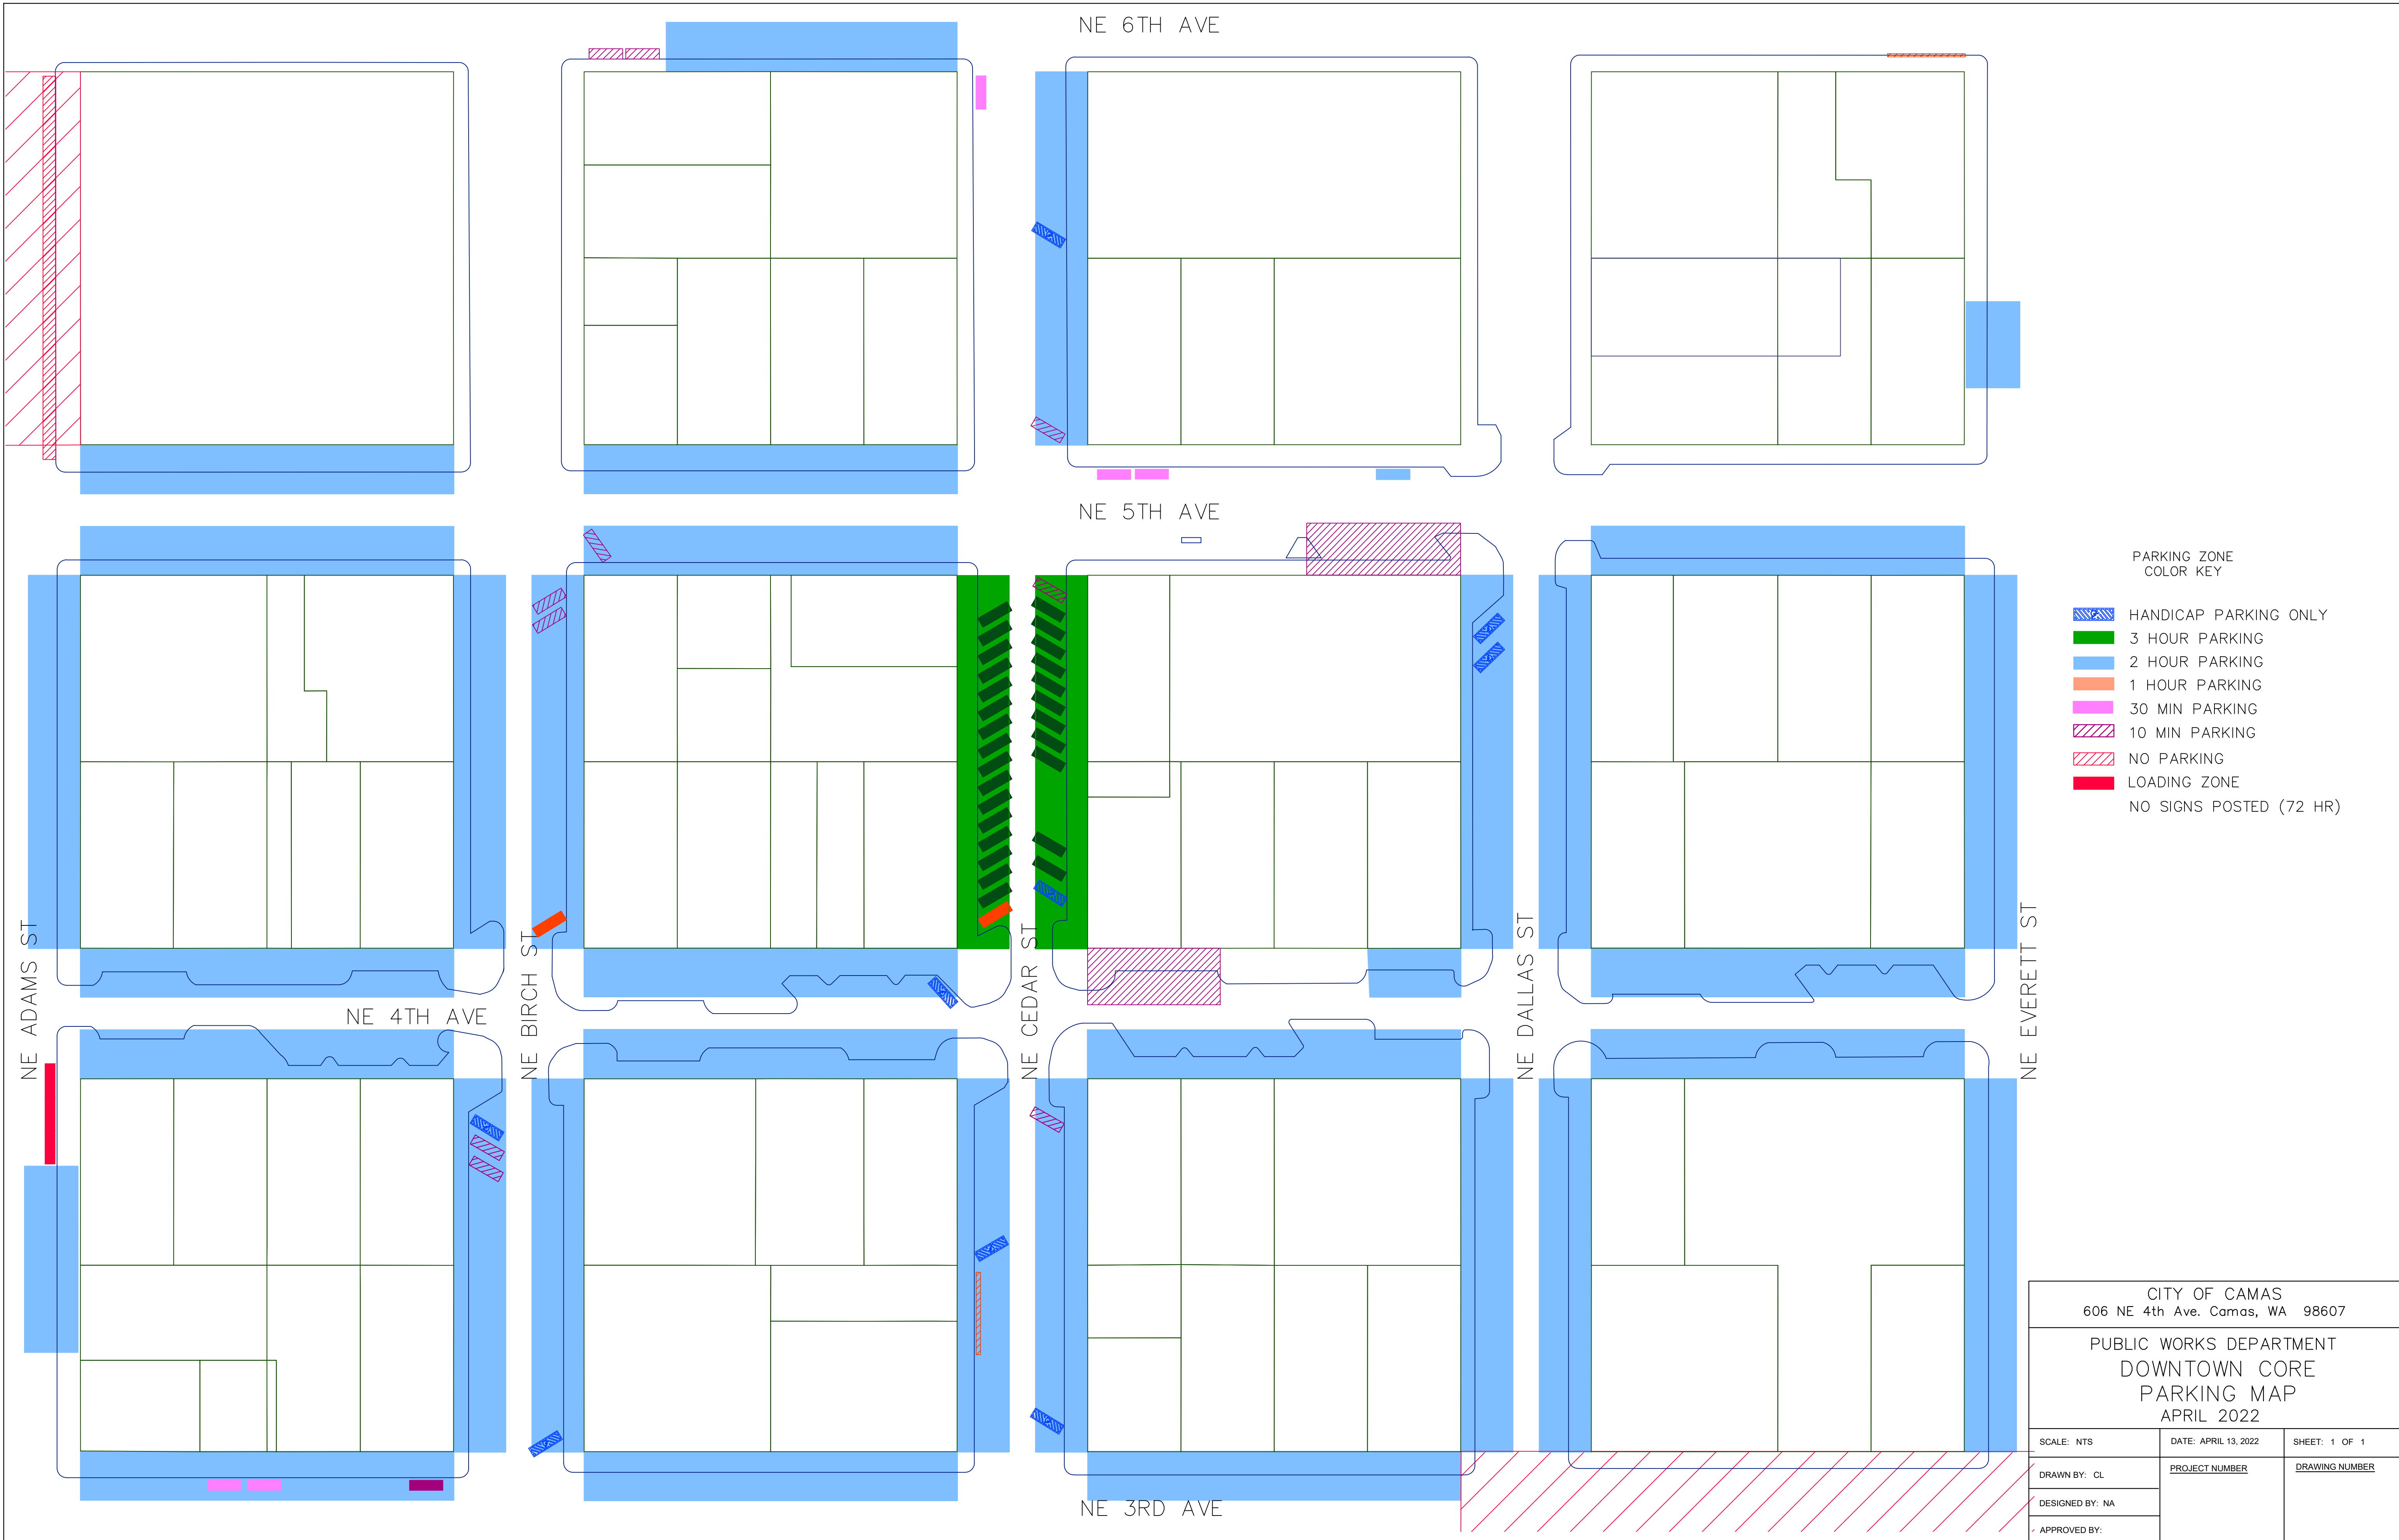 NE 6TH AVE
NE 5TH AVE
PARKING ZONE
COLOR KEY
HANDICAP PARKING ONLY
3 HOUR PARKING
2 HOUR PARKING
1 HOUR PARKING
30 MIN PARKING
10 MIN PARKING
NO PARKING
LOADING ZONE
NO SIGNS POSTED (72 HR)
NE ADAMS ST
NE 4TH AVE
NE BIRCH ST
NE CEDAR ST
NE DALLAS ST
NE EVERETT ST
NE 3RD AVE
CITY OF CAMAS
606 NE 4th Ave. Camas, WA 98607
PUBLIC WORKS DEPARTMENT
DOWNTOWN CORE
PARKING MAP
APRIL 2022
SCALE: NTS
DATE: APRIL 13, 2022
SHEET: 1 OF 1
DRAWN BY: CL
PROJECT NUMBER
DRAWING NUMBER
DESIGNED BY: NA
APPROVED BY: